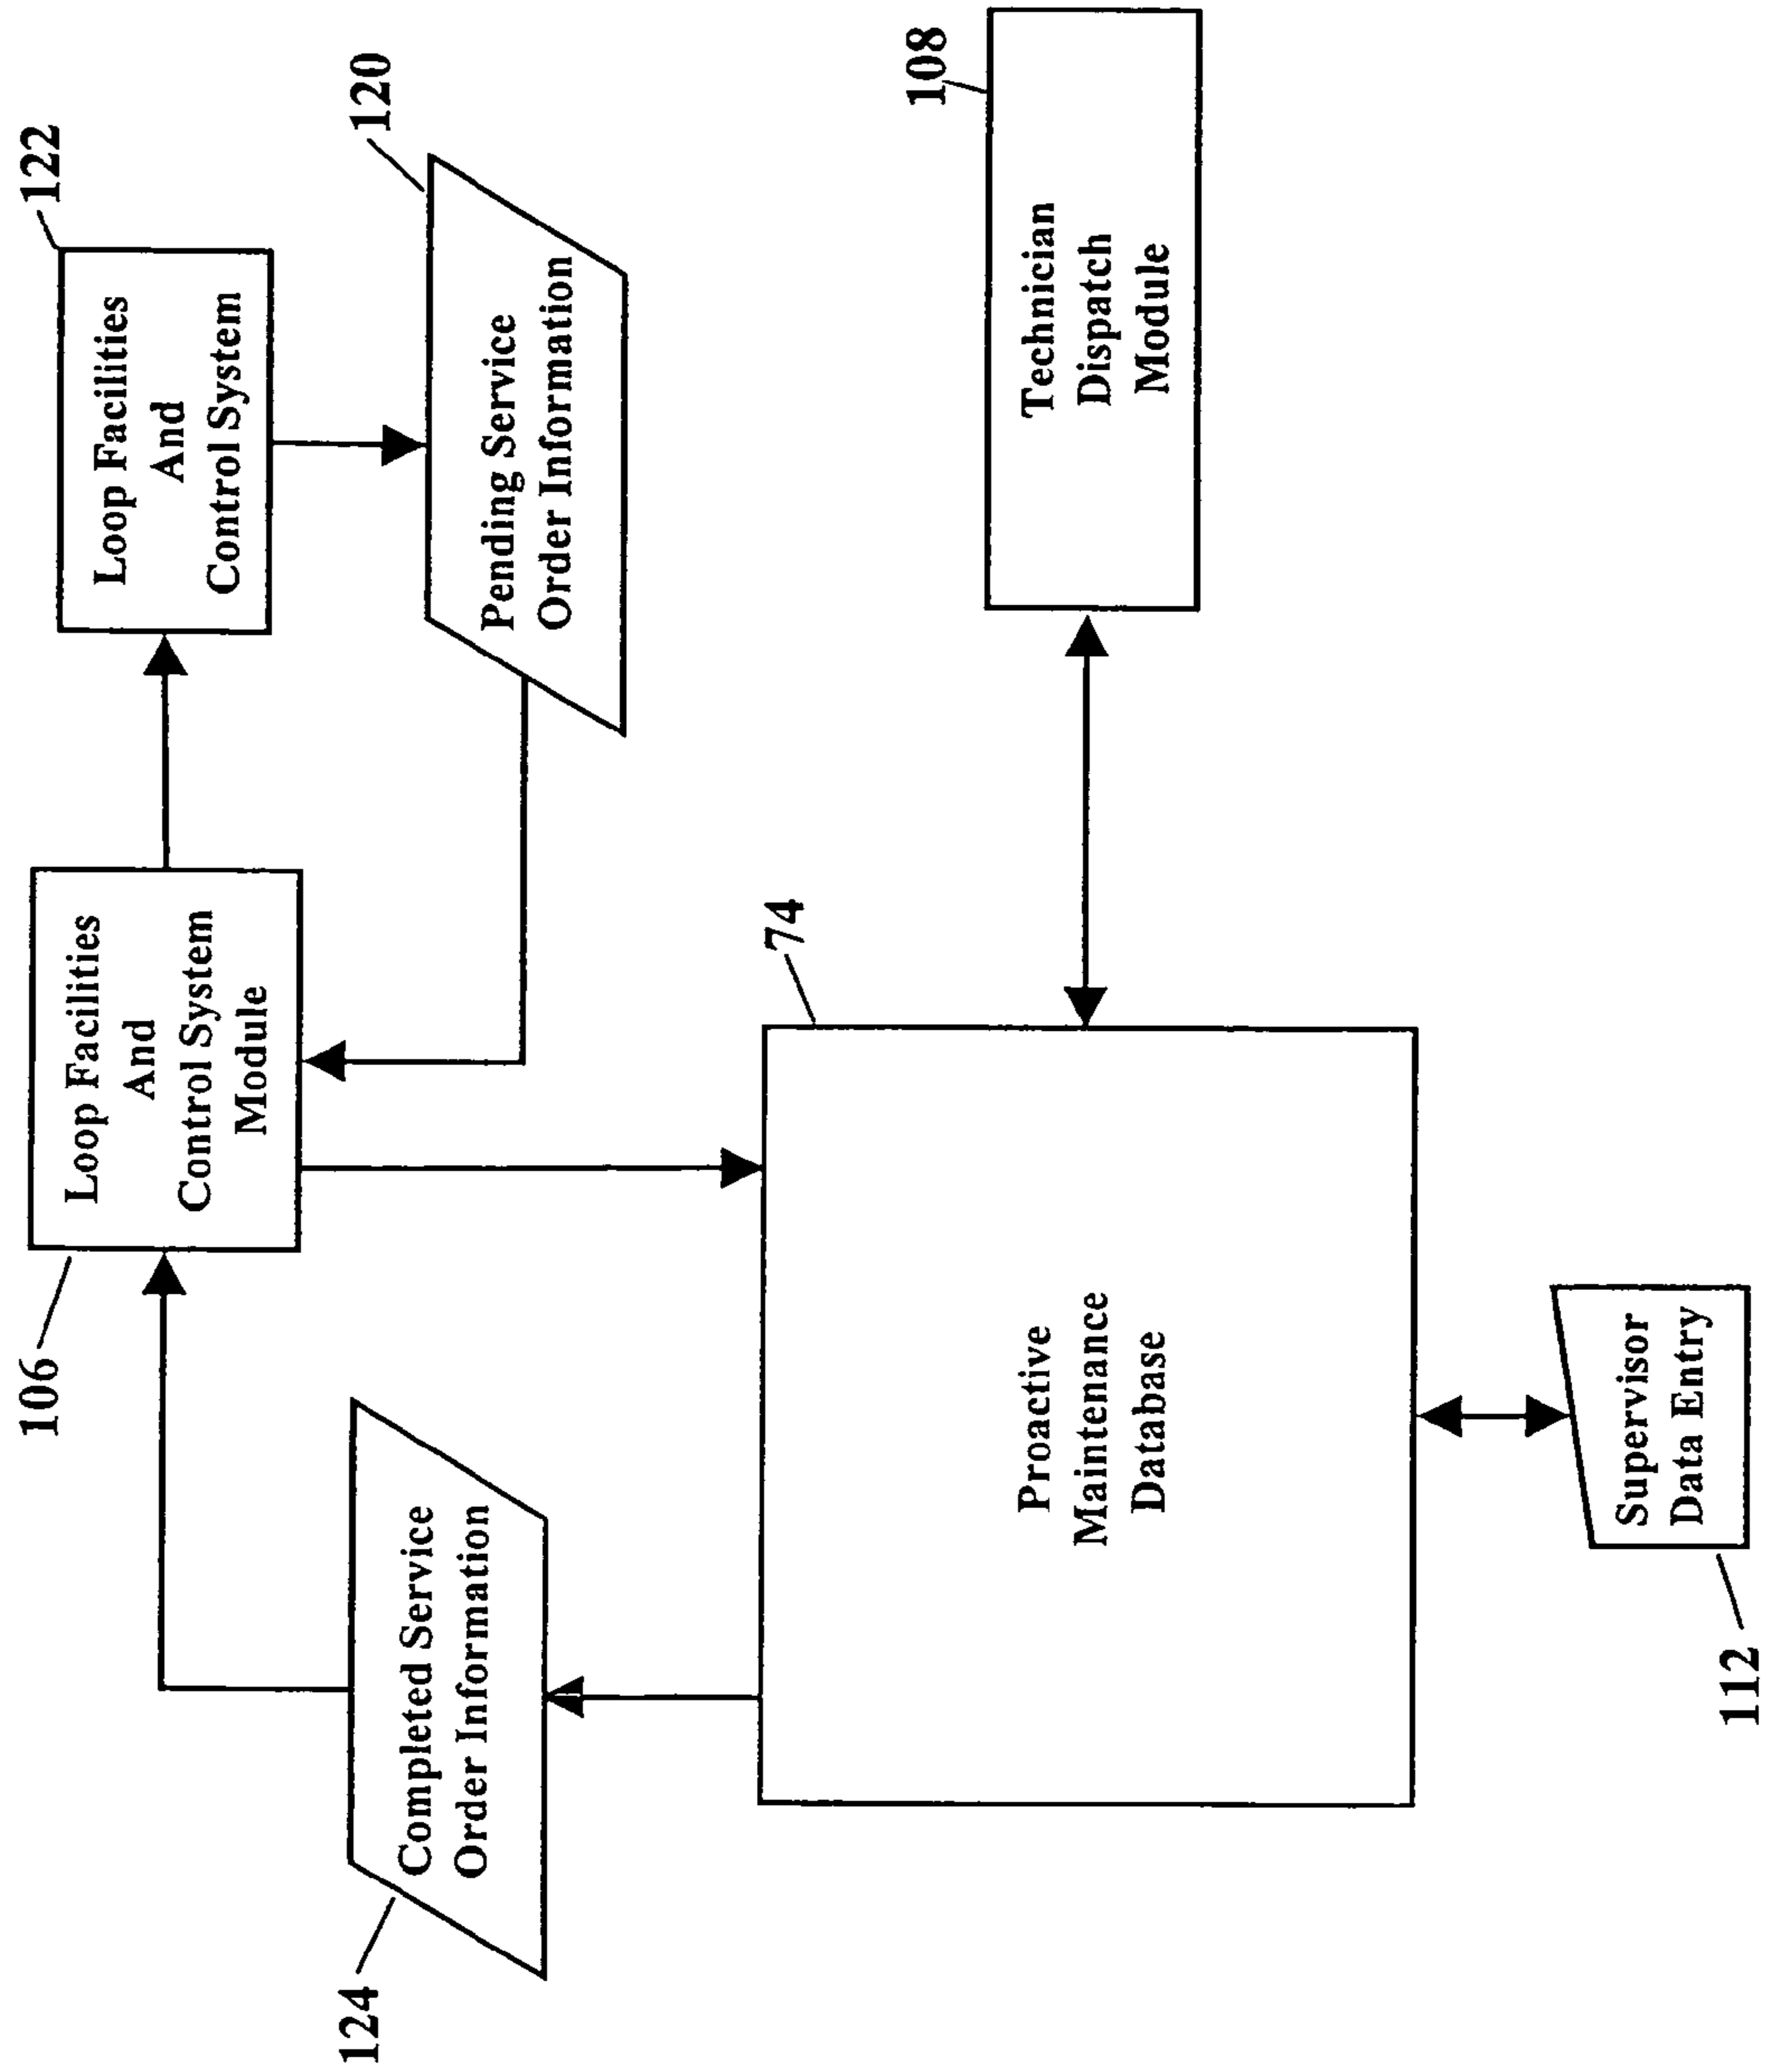 106
Loop Facilities
And
Control System
Module
122
Loop Facilities
And
Control System
124
Completed Service
Order Information
120
Pending Service
Order Information
74
Proactive
Maintenance
Database
108
Technician
Dispatch
Module
112
Supervisor
Data Entry